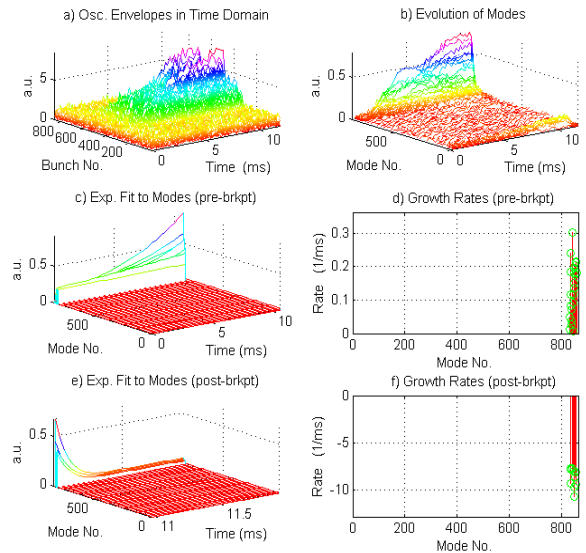 a) Osc. Envelopes in Time Domain
a.u.
5
0
800
600
400
200
Bunch No.
0
5
10
Time (ms)
b) Evolution of Modes
a.u.
0.5
0
500
0
Mode No.
0
5
10
Time (ms)
c) Exp. Fit to Modes (pre-brkpt)
a.u.
0.5
0
500
0
Mode No.
0
5
10
Time (ms)
d) Growth Rates (pre-brkpt)
Rate (1/ms)
0.3
0.2
0.1
0
0
200
400
600
800
Mode No.
e) Exp. Fit to Modes (post-brkpt)
a.u.
0.5
0
500
0
Mode No.
11
11.5
Time (ms)
f) Growth Rates (post-brkpt)
Rate (1/ms)
0
-5
-10
0
200
400
600
800
Mode No.